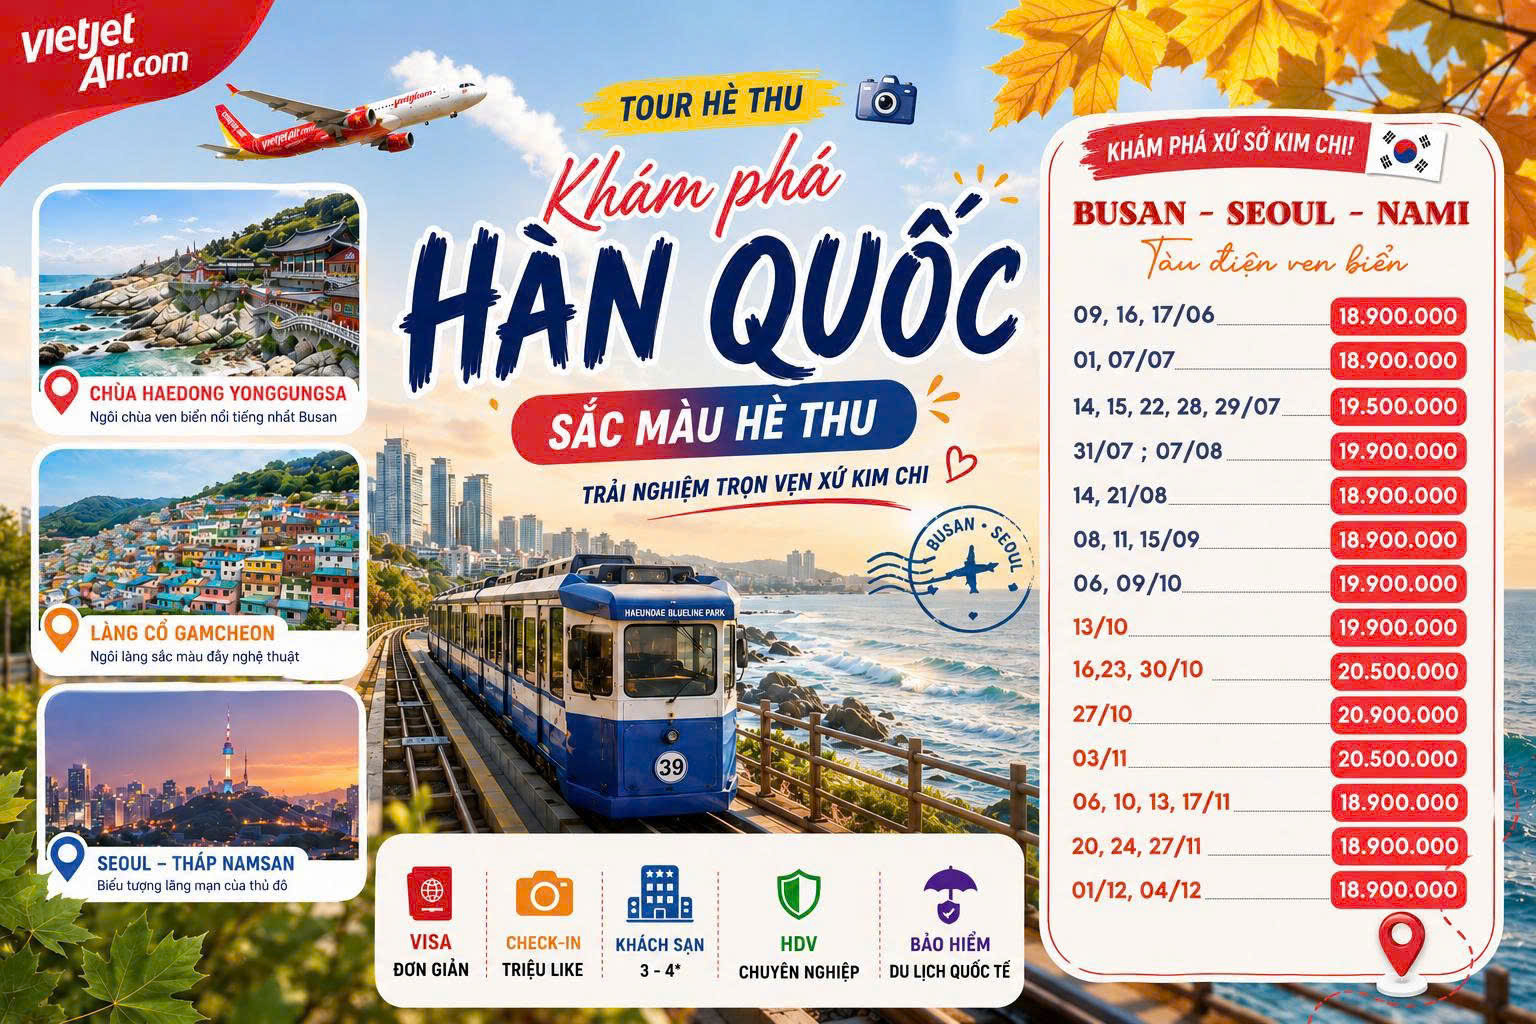 vietjet Air.com
vietjet Air.com
TOUR HÈ THU
Khám phá
HÀN QUỐC
SẮC MÀU HÈ THU
TRẢI NGHIỆM TRỌN VẸN XỨ KIM CHI
BUSAN • SEOUL
CHÙA HAEDONG YONGGUNGSA
Ngôi chùa ven biển nổi tiếng nhất Busan
LÀNG CỔ GAMCHEON
Ngôi làng sắc màu đầy nghệ thuật
SEOUL – THÁP NAMSAN
Biểu tượng lãng mạn của thủ đô
HAEUNDAE BLUELINE PARK
39
VISA
ĐƠN GIẢN
CHECK-IN
TRIỆU LIKE
KHÁCH SẠN
3 - 4*
HDV
CHUYÊN NGHIỆP
BẢO HIỂM
DU LỊCH QUỐC TẾ
KHÁM PHÁ XỨ SỞ KIM CHI!
BUSAN - SEOUL - NAMI
Tàu điện ven biển
09, 16, 17/06 18.900.000
01, 07/07 18.900.000
14, 15, 22, 28, 29/07 19.500.000
31/07 ; 07/08 19.900.000
14, 21/08 18.900.000
08, 11, 15/09 18.900.000
06, 09/10 19.900.000
13/10 19.900.000
16,23, 30/10 20.500.000
27/10 20.900.000
03/11 20.500.000
06, 10, 13, 17/11 18.900.000
20, 24, 27/11 18.900.000
01/12, 04/12 18.900.000